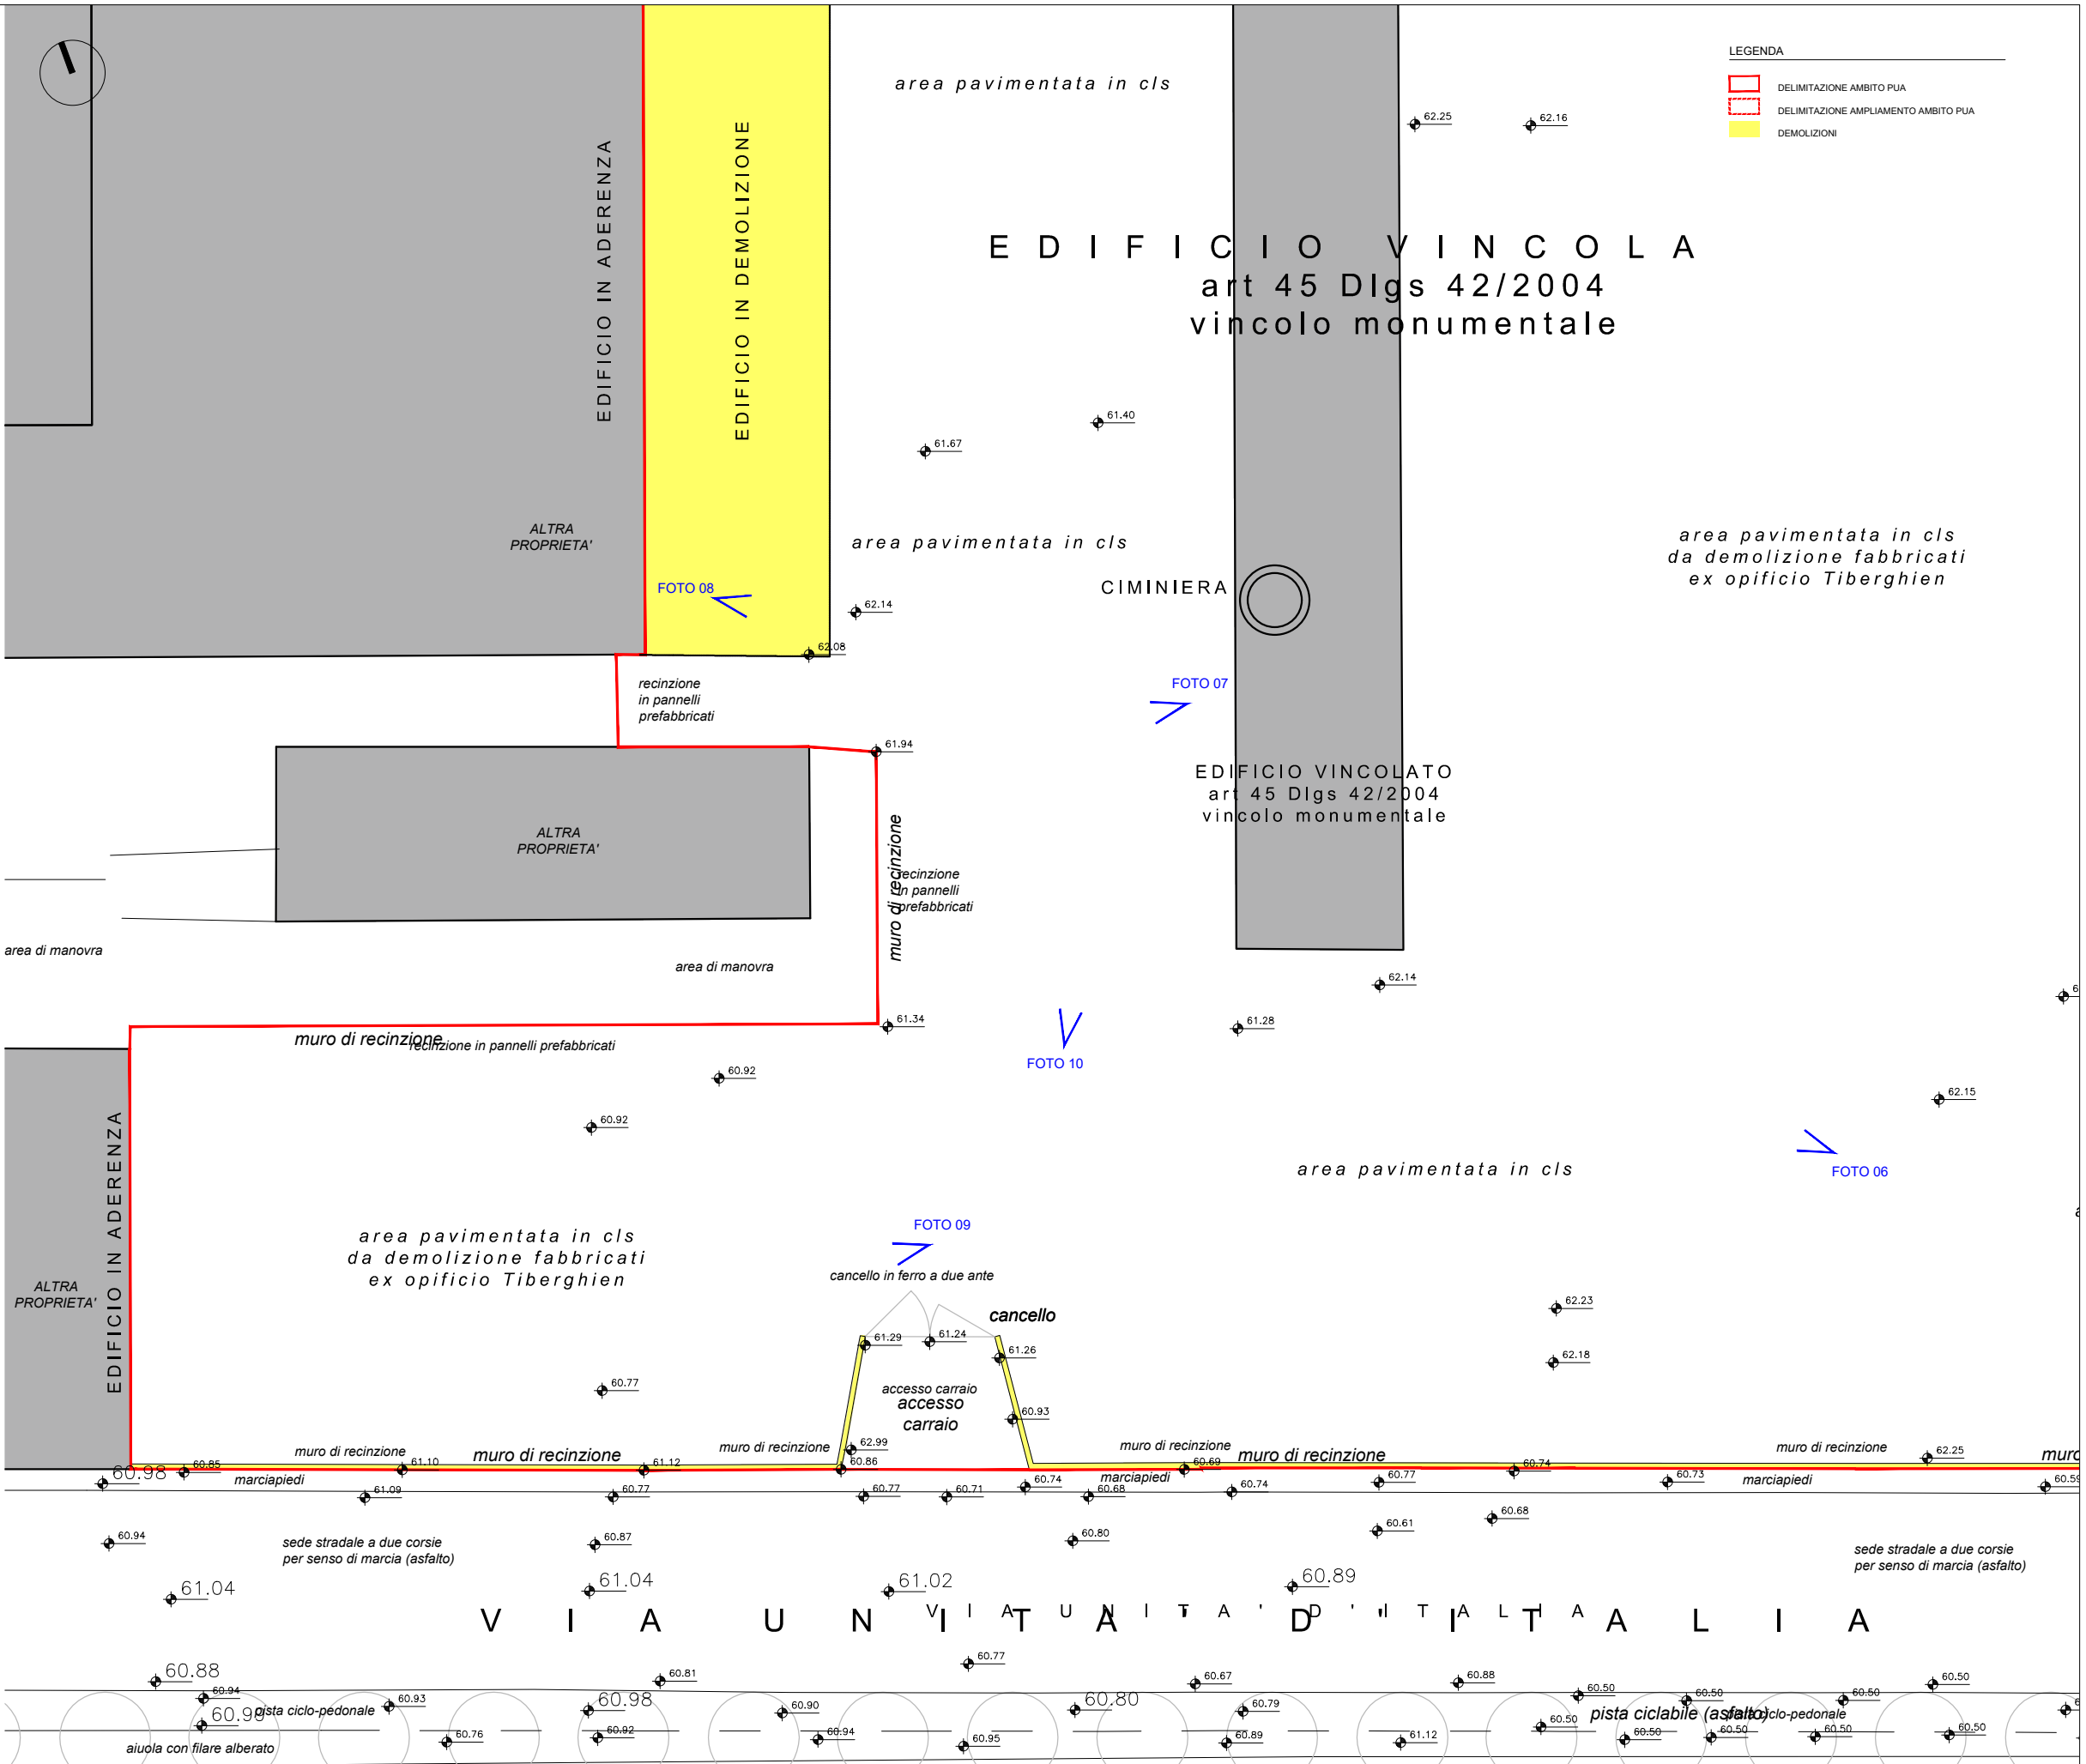 LEGENDA
DELIMITAZIONE AMBITO PUA
DELIMITAZIONE AMPLIAMENTO AMBITO PUA
DEMOLIZIONI
area pavimentata in cls
62.25
62.16
EDIFICIO IN ADERENZA
EDIFICIO IN DEMOLIZIONE
EDIFICIO VINCOLA
art 45 Dlgs 42/2004
vincolo monumentale
61.40
61.67
ALTRA
PROPRIETA'
area pavimentata in cls
area pavimentata in cls
da demolizione fabbricati
ex opificio Tiberghien
FOTO 08
CIMINIERA
62.14
62.08
recinzione
in pannelli
prefabbricati
FOTO 07
61.94
EDIFICIO VINCOLATO
art 45 Dlgs 42/2004
vincolo monumentale
ALTRA
PROPRIETA'
muro di recinzione
recinzione
in pannelli
prefabbricati
area di manovra
area di manovra
62.14
61.34
61.28
muro di recinzione
recinzione in pannelli prefabbricati
FOTO 10
60.92
62.15
60.92
EDIFICIO IN ADERENZA
area pavimentata in cls
FOTO 06
FOTO 09
area pavimentata in cls
da demolizione fabbricati
ex opificio Tiberghien
cancello in ferro a due ante
ALTRA
PROPRIETA'
cancello
62.23
61.29
61.24
61.26
62.18
60.77
accesso carraio
accesso
carraio
60.93
muro di recinzione
muro di recinzione
muro di recinzione
62.99
muro di recinzione
muro di recinzione
muro di recinzione
62.25
muro
60.98
60.85
61.10
61.12
60.86
60.69
60.74
marciapiedi
marciapiedi
60.77
60.73
marciapiedi
60.59
61.09
60.77
60.77
60.71
60.74
60.68
60.74
60.68
60.94
60.87
60.80
60.61
sede stradale a due corsie
per senso di marcia (asfalto)
sede stradale a due corsie
per senso di marcia (asfalto)
61.04
61.04
61.02
60.89
VIA UNITA' D'ITALIA
VIA UNITA' D'ITALIA
60.77
60.88
60.81
60.67
60.88
60.50
60.94
60.93
60.98
60.90
60.80
60.79
60.50
60.50
60.50
pista ciclo-pedonale
pista ciclabile (asfalto)
pista ciclo-pedonale
60.76
60.92
60.94
60.95
60.89
61.12
60.50
60.50
60.50
60.50
60.50
aiuola con filare alberato